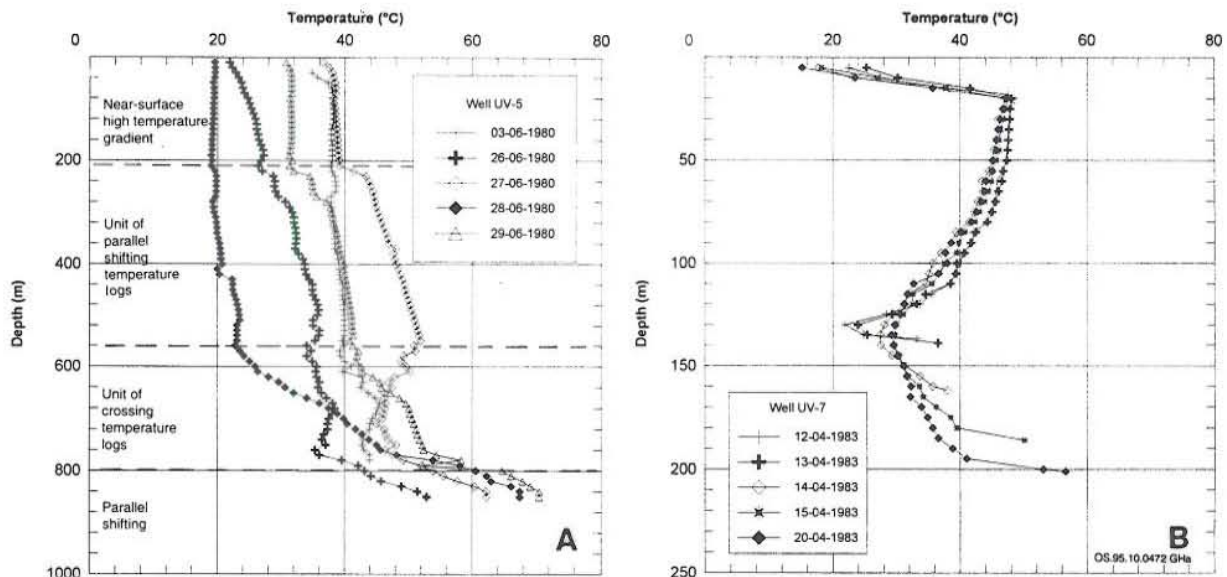 Temperature (°C)
0 20 40 60 80
0
200
400
600
800
1000
Depth (m)
Near-surface
high temperature
gradient
Unit of
parallel
shifting
temperature
logs
Unit of
crossing
temperature
logs
Parallel
shifting
Well UV-5
03-06-1980
26-06-1980
27-06-1980
28-06-1980
29-06-1980
A
Temperature (°C)
0 20 40 60 80
0
50
100
150
200
250
Depth (m)
Well UV-7
12-04-1983
13-04-1983
14-04-1983
15-04-1983
20-04-1983
B
OS.95.10.0472 GHa